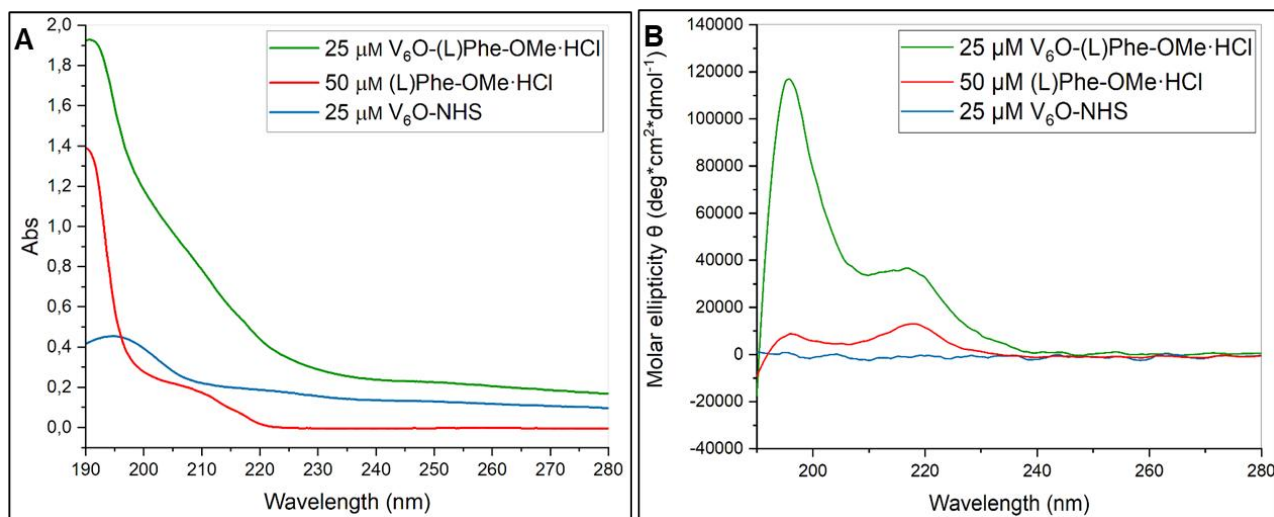 A
2,0
1,8
1,6
1,4
1,2
1,0
0,8
0,6
0,4
0,2
0,0
Abs
25 μM V₆O-(L)Phe-OMe·HCl
50 μM (L)Phe-OMe·HCl
25 μM V₆O-NHS
190 200 210 220 230 240 250 260 270 280
Wavelength (nm)
B
140000
120000
100000
80000
60000
40000
20000
0
-20000
-40000
Molar ellipticity θ (deg*cm²*dmol⁻¹)
25 μM V₆O-(L)Phe-OMe·HCl
50 μM (L)Phe-OMe·HCl
25 μM V₆O-NHS
200 220 240 260 280
Wavelength (nm)